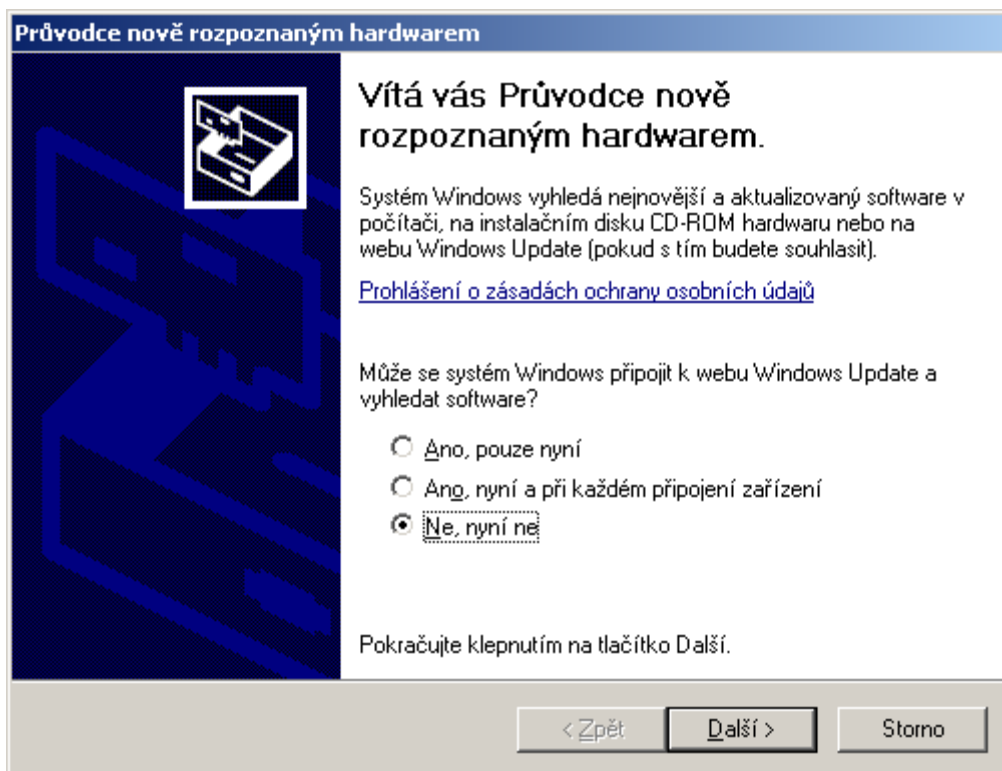 Průvodce nově rozpoznaným hardwarem
Vítá vás Průvodce nově
rozpoznaným hardwarem.
Systém Windows vyhledá nejnovější a aktualizovaný software v
počítači, na instalačním disku CD-ROM hardwaru nebo na
webu Windows Update (pokud s tím budete souhlasit).
Prohlášení o zásadách ochrany osobních údajů
Může se systém Windows připojit k webu Windows Update a
vyhledat software?
Ano, pouze nyní
Ano, nyní a při každém připojení zařízení
Ne, nyní ne
Pokračujte klepnutím na tlačítko Další.
< Zpět
Další >
Storno